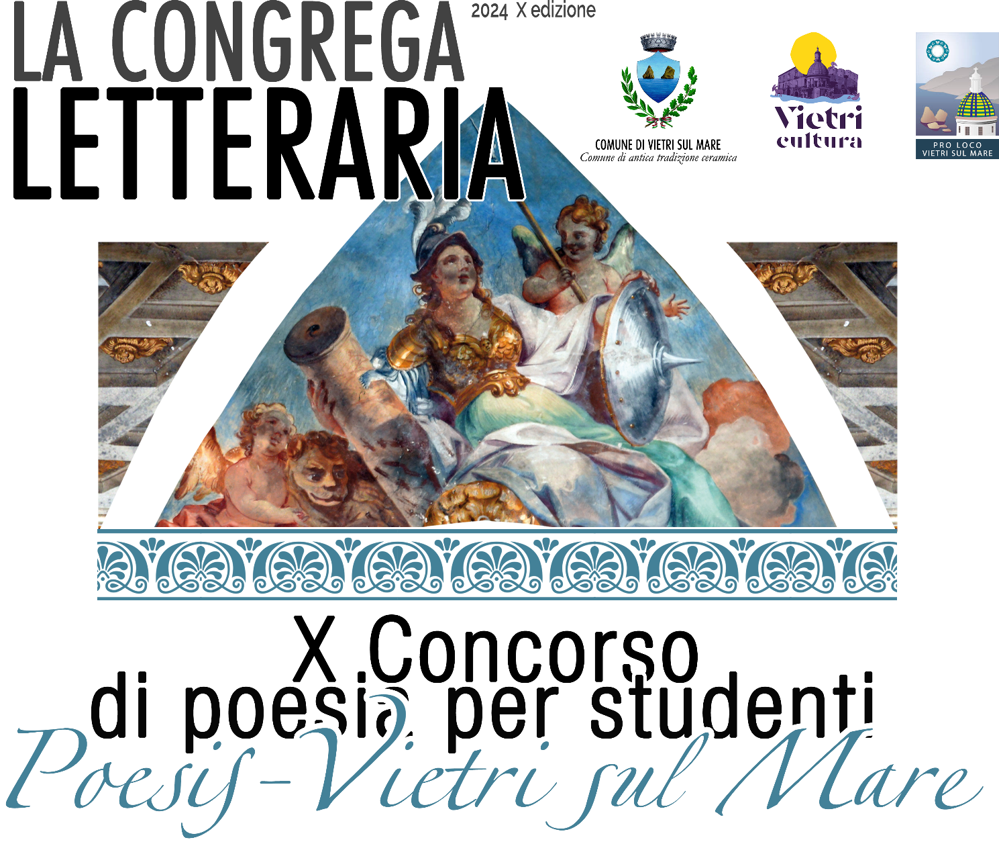 LA CONGREGA
2024 X edizione
LETTERARIA
COMUNE DI VIETRI SUL MARE
Comune di antica tradizione ceramica
Vietri
cultura
PRO LOCO
VIETRI SUL MARE
X Concorso
di poesia per studenti
Poesis-Vietri sul Mare